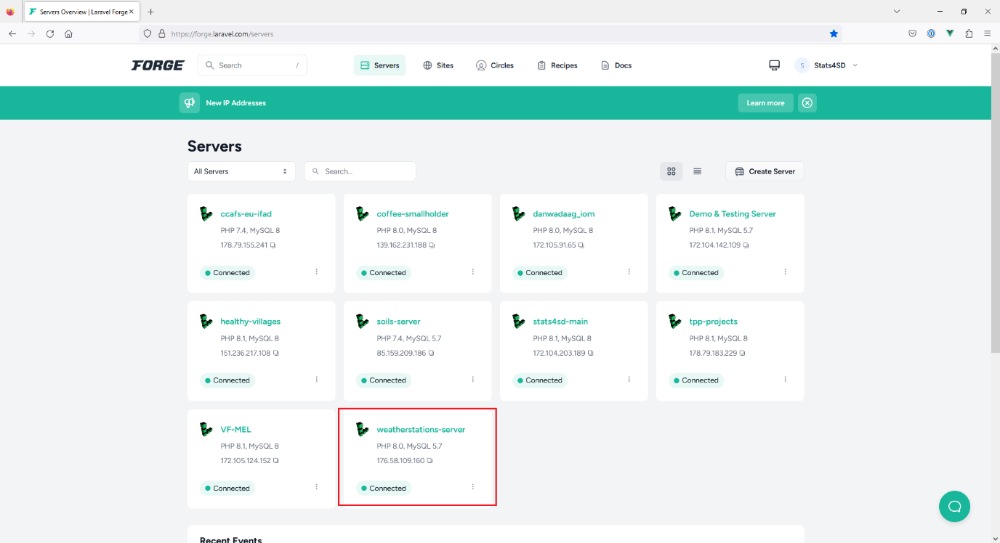 Servers Overview | Laravel Forge
https://forge.laravel.com/servers
FORGE
Search /
Servers
Sites
Circles
Recipes
Docs
S
Stats4SD
New IP Addresses
Learn more
Servers
All Servers
Search...
Create Server
ccafs-eu-ifad
PHP 7.4, MySQL 8
178.79.155.241
Connected
coffee-smallholder
PHP 8.0, MySQL 8
139.162.231.188
Connected
danwadaag_iom
PHP 8.0, MySQL 8
172.105.91.65
Connected
Demo & Testing Server
PHP 8.1, MySQL 5.7
172.104.142.109
Connected
healthy-villages
PHP 8.1, MySQL 8
151.236.217.108
Connected
soils-server
PHP 7.4, MySQL 5.7
85.159.209.186
Connected
stats4sd-main
PHP 8.1, MySQL 8
172.104.203.189
Connected
tpp-projects
PHP 8.1, MySQL 8
178.79.183.229
Connected
VF-MEL
PHP 8.1, MySQL 8
172.105.124.152
Connected
weatherstations-server
PHP 8.0, MySQL 5.7
176.58.109.160
Connected
Recent Events